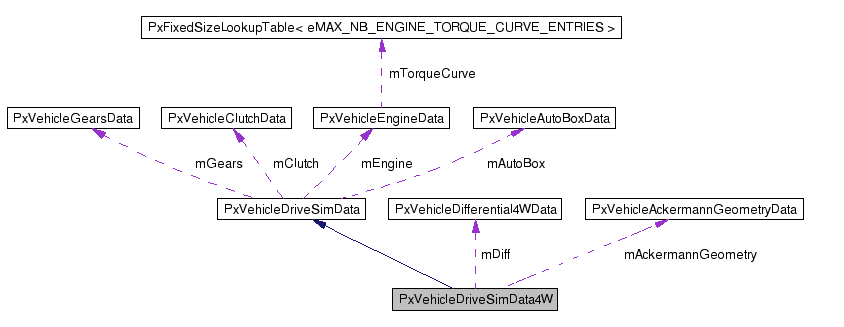 PxFixedSizeLookupTable< eMAX_NB_ENGINE_TORQUE_CURVE_ENTRIES >
mTorqueCurve
PxVehicleGearsData
PxVehicleClutchData
PxVehicleEngineData
PxVehicleAutoBoxData
mGears
mClutch
mEngine
mAutoBox
PxVehicleDriveSimData
PxVehicleDifferential4WData
PxVehicleAckermannGeometryData
mDiff
mAckermannGeometry
PxVehicleDriveSimData4W